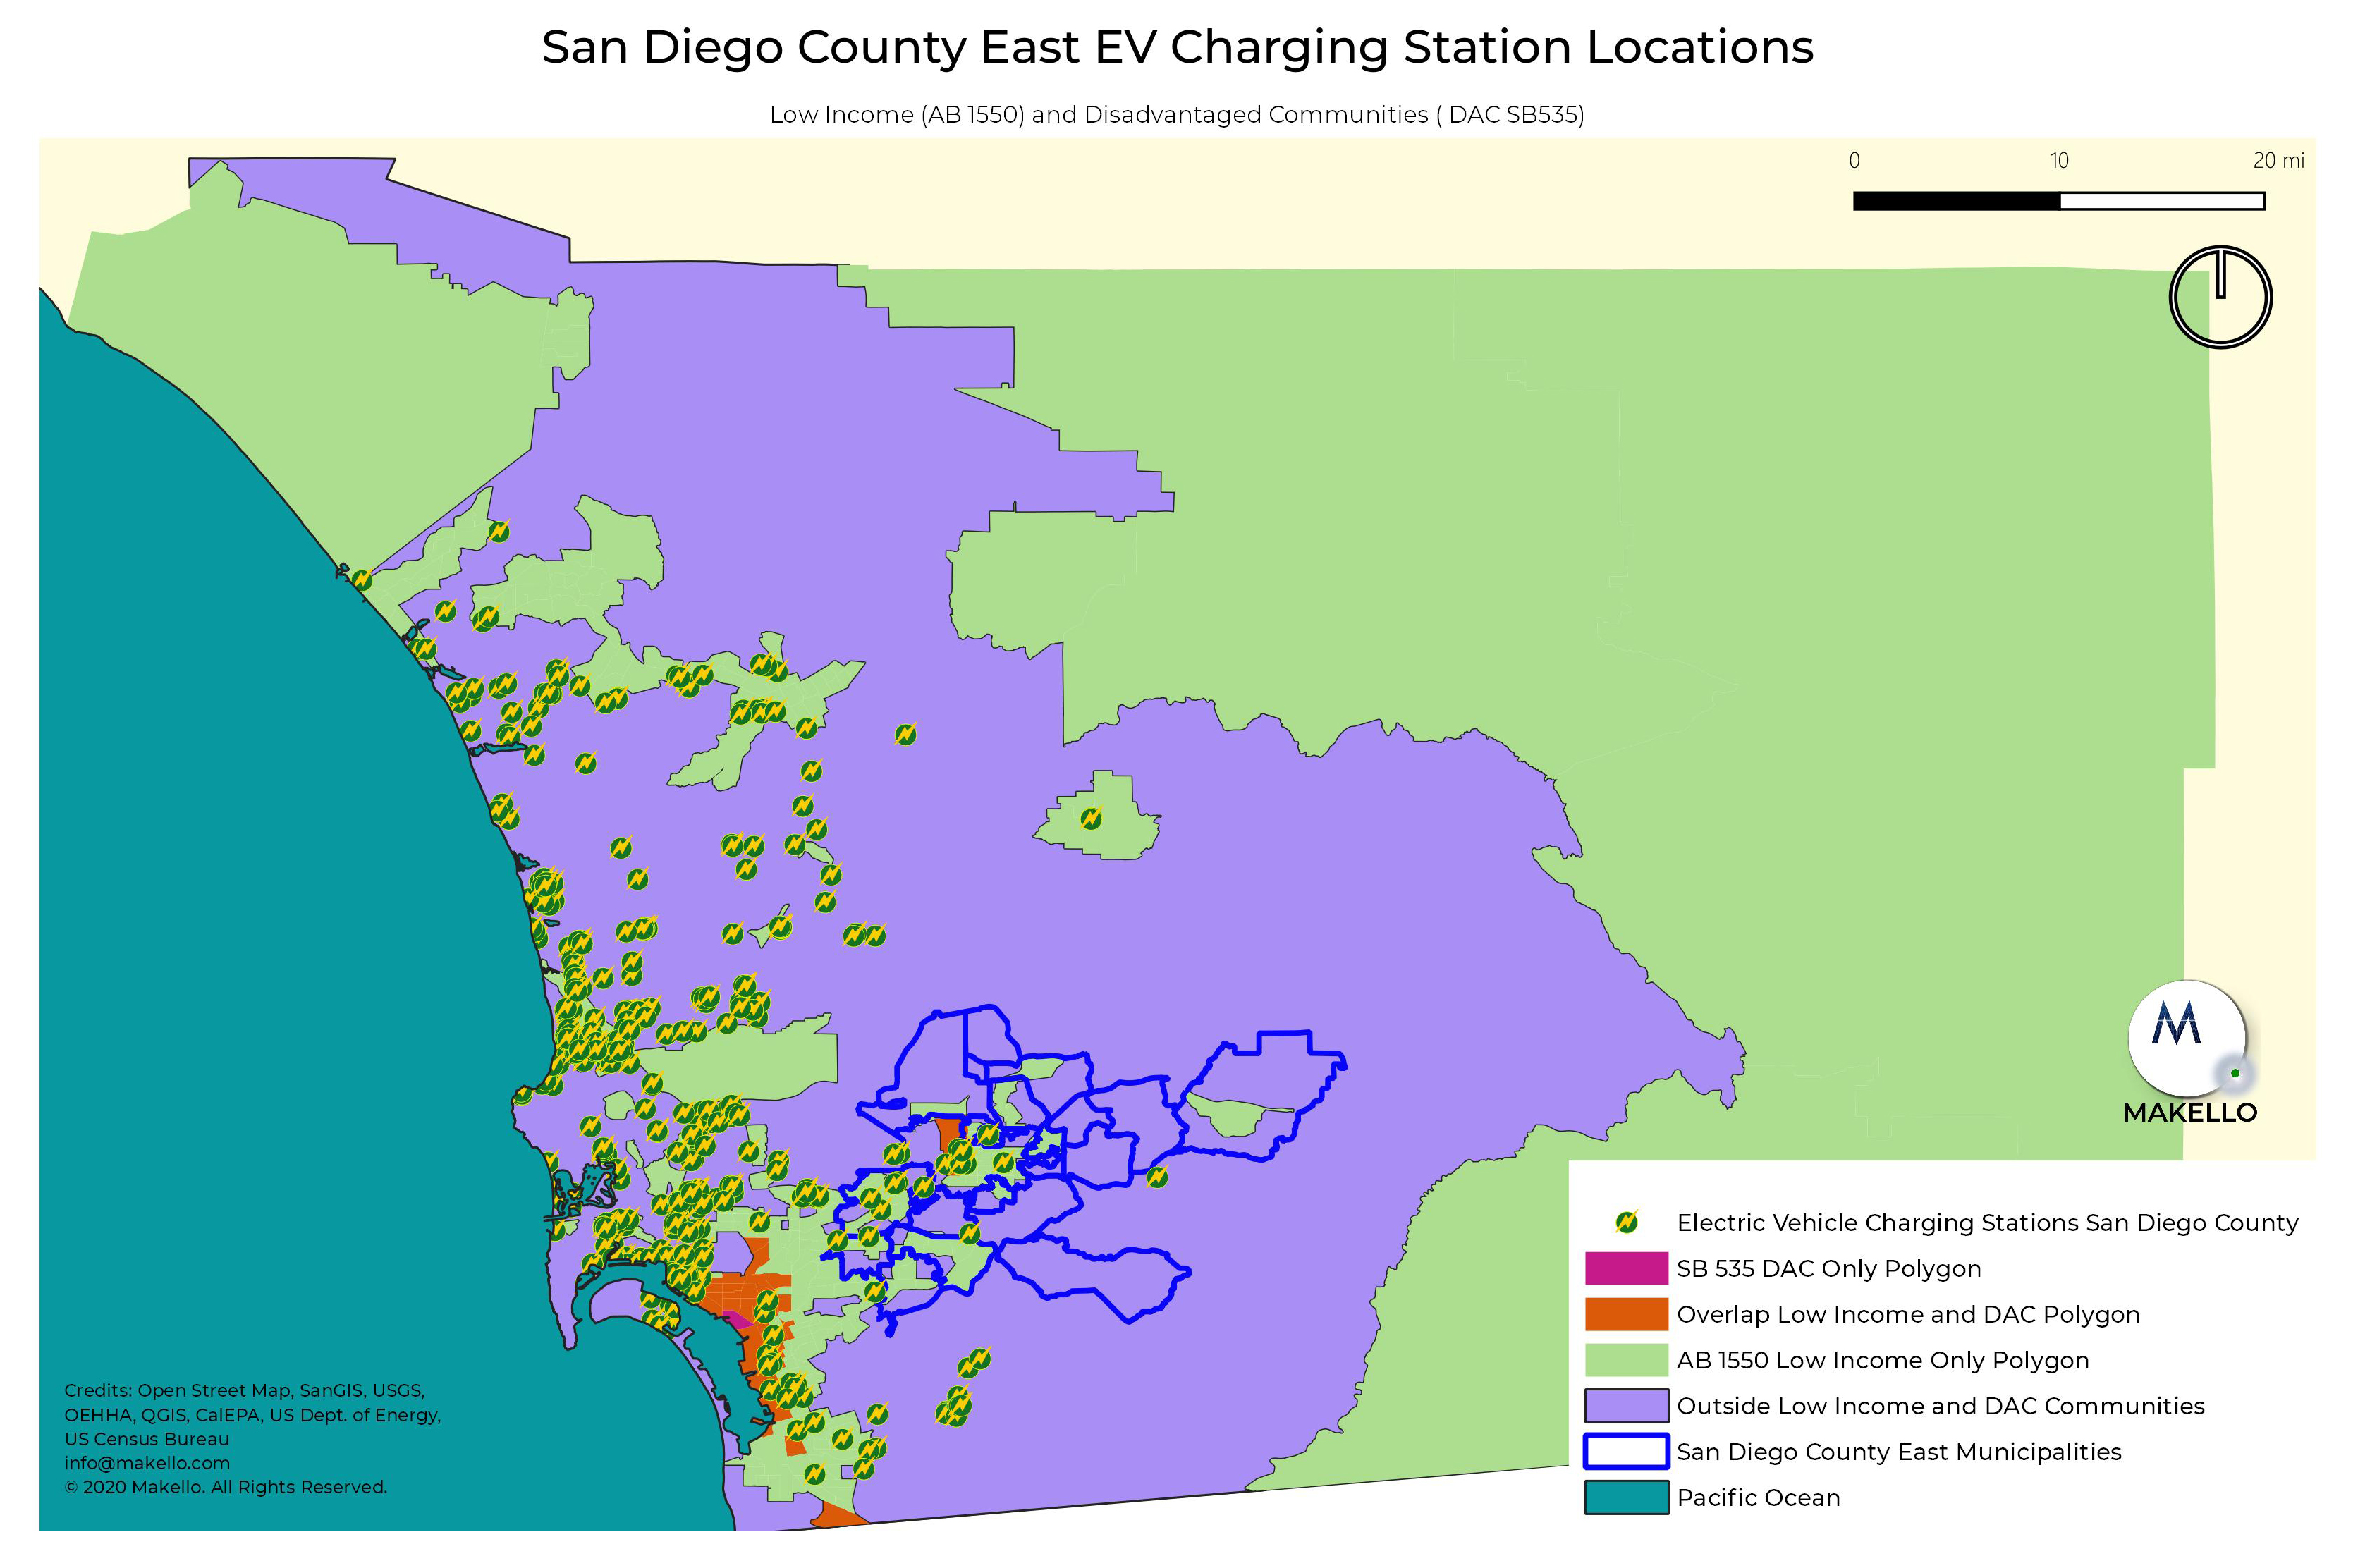 San Diego County East EV Charging Station Locations
Low Income (AB 1550) and Disadvantaged Communities ( DAC SB535)
0 10 20 mi
M
MAKELLO
Electric Vehicle Charging Stations San Diego County
SB 535 DAC Only Polygon
Overlap Low Income and DAC Polygon
AB 1550 Low Income Only Polygon
Outside Low Income and DAC Communities
San Diego County East Municipalities
Pacific Ocean
Credits: Open Street Map, SanGIS, USGS,
OEHHA, QGIS, CalEPA, US Dept. of Energy,
US Census Bureau
info@makello.com
© 2020 Makello. All Rights Reserved.